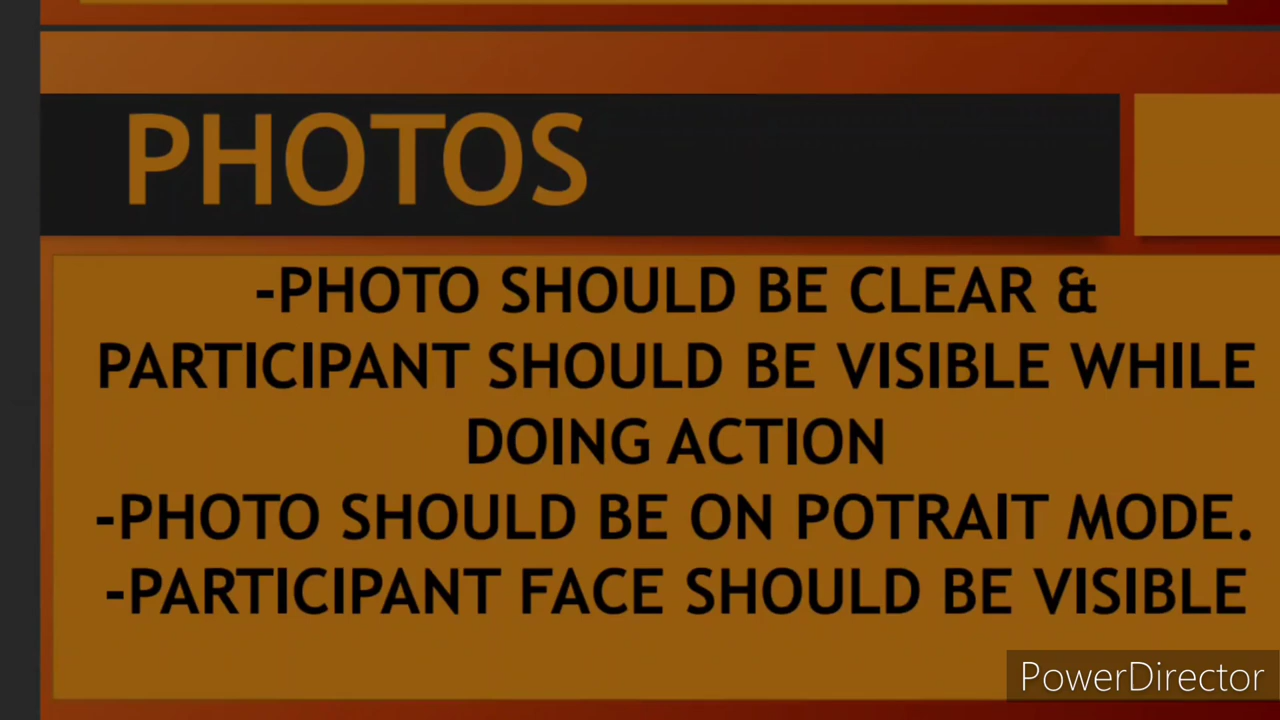 PHOTOS
-PHOTO SHOULD BE CLEAR &
PARTICIPANT SHOULD BE VISIBLE WHILE
DOING ACTION
-PHOTO SHOULD BE ON POTRAIT MODE.
-PARTICIPANT FACE SHOULD BE VISIBLE
PowerDirector